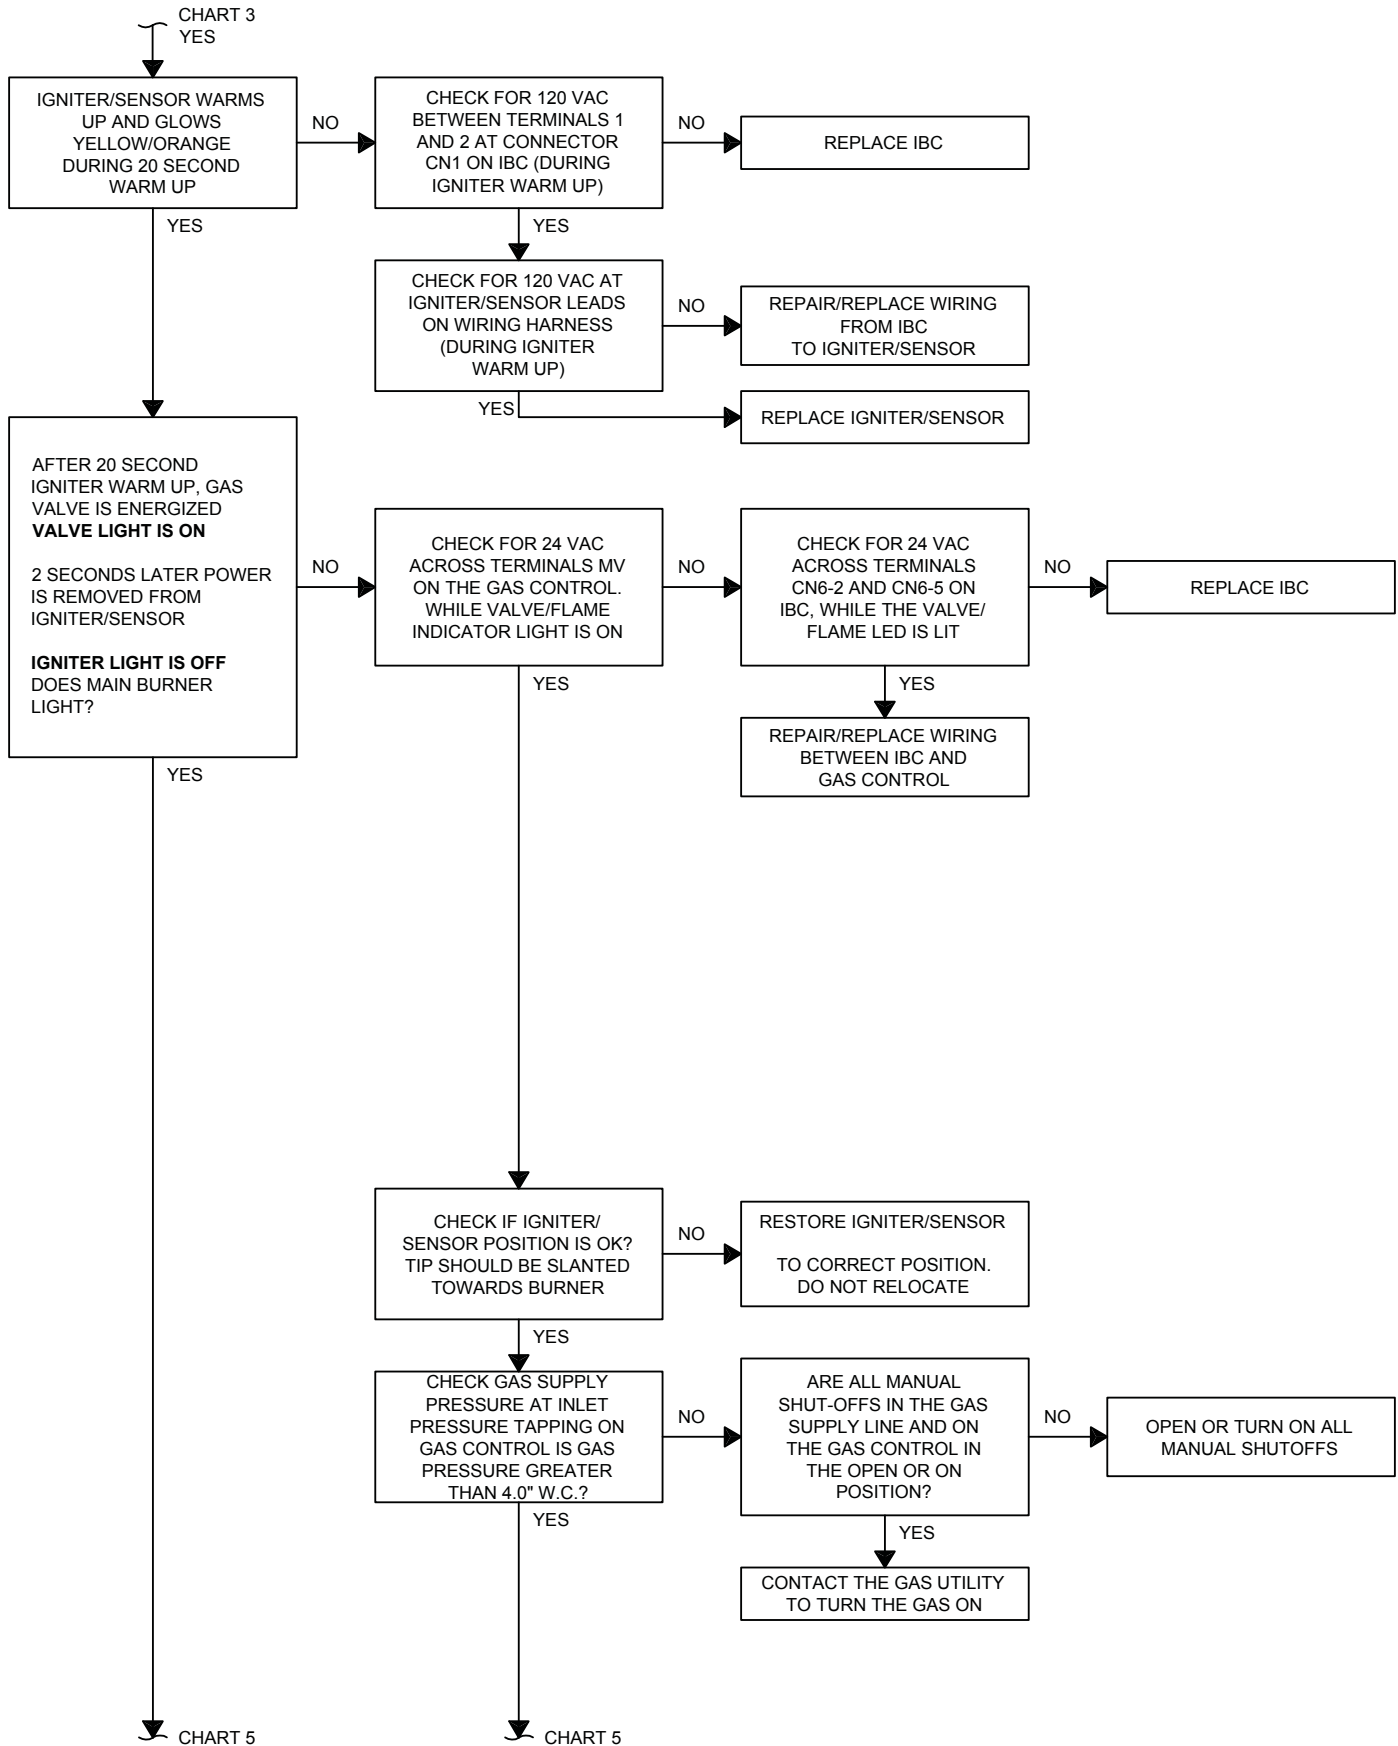 CHART 3
YES
IGNITER/SENSOR WARMS
UP AND GLOWS
YELLOW/ORANGE
DURING 20 SECOND
WARM UP
NO
CHECK FOR 120 VAC
BETWEEN TERMINALS 1
AND 2 AT CONNECTOR
CN1 ON IBC (DURING
IGNITER WARM UP)
NO
REPLACE IBC
YES
YES
CHECK FOR 120 VAC AT
IGNITER/SENSOR LEADS
ON WIRING HARNESS
(DURING IGNITER
WARM UP)
NO
REPAIR/REPLACE WIRING
FROM IBC
TO IGNITER/SENSOR
YES
REPLACE IGNITER/SENSOR
AFTER 20 SECOND
IGNITER WARM UP, GAS
VALVE IS ENERGIZED
VALVE LIGHT IS ON
2 SECONDS LATER POWER
IS REMOVED FROM
IGNITER/SENSOR
IGNITER LIGHT IS OFF
DOES MAIN BURNER
LIGHT?
NO
CHECK FOR 24 VAC
ACROSS TERMINALS MV
ON THE GAS CONTROL.
WHILE VALVE/FLAME
INDICATOR LIGHT IS ON
NO
CHECK FOR 24 VAC
ACROSS TERMINALS
CN6-2 AND CN6-5 ON
IBC, WHILE THE VALVE/
FLAME LED IS LIT
NO
REPLACE IBC
YES
YES
REPAIR/REPLACE WIRING
BETWEEN IBC AND
GAS CONTROL
YES
CHECK IF IGNITER/
SENSOR POSITION IS OK?
TIP SHOULD BE SLANTED
TOWARDS BURNER
NO
RESTORE IGNITER/SENSOR
TO CORRECT POSITION.
DO NOT RELOCATE
YES
CHECK GAS SUPPLY
PRESSURE AT INLET
PRESSURE TAPPING ON
GAS CONTROL IS GAS
PRESSURE GREATER
THAN 4.0" W.C.?
NO
ARE ALL MANUAL
SHUT-OFFS IN THE GAS
SUPPLY LINE AND ON
THE GAS CONTROL IN
THE OPEN OR ON
POSITION?
NO
OPEN OR TURN ON ALL
MANUAL SHUTOFFS
YES
YES
CONTACT THE GAS UTILITY
TO TURN THE GAS ON
CHART 5
CHART 5